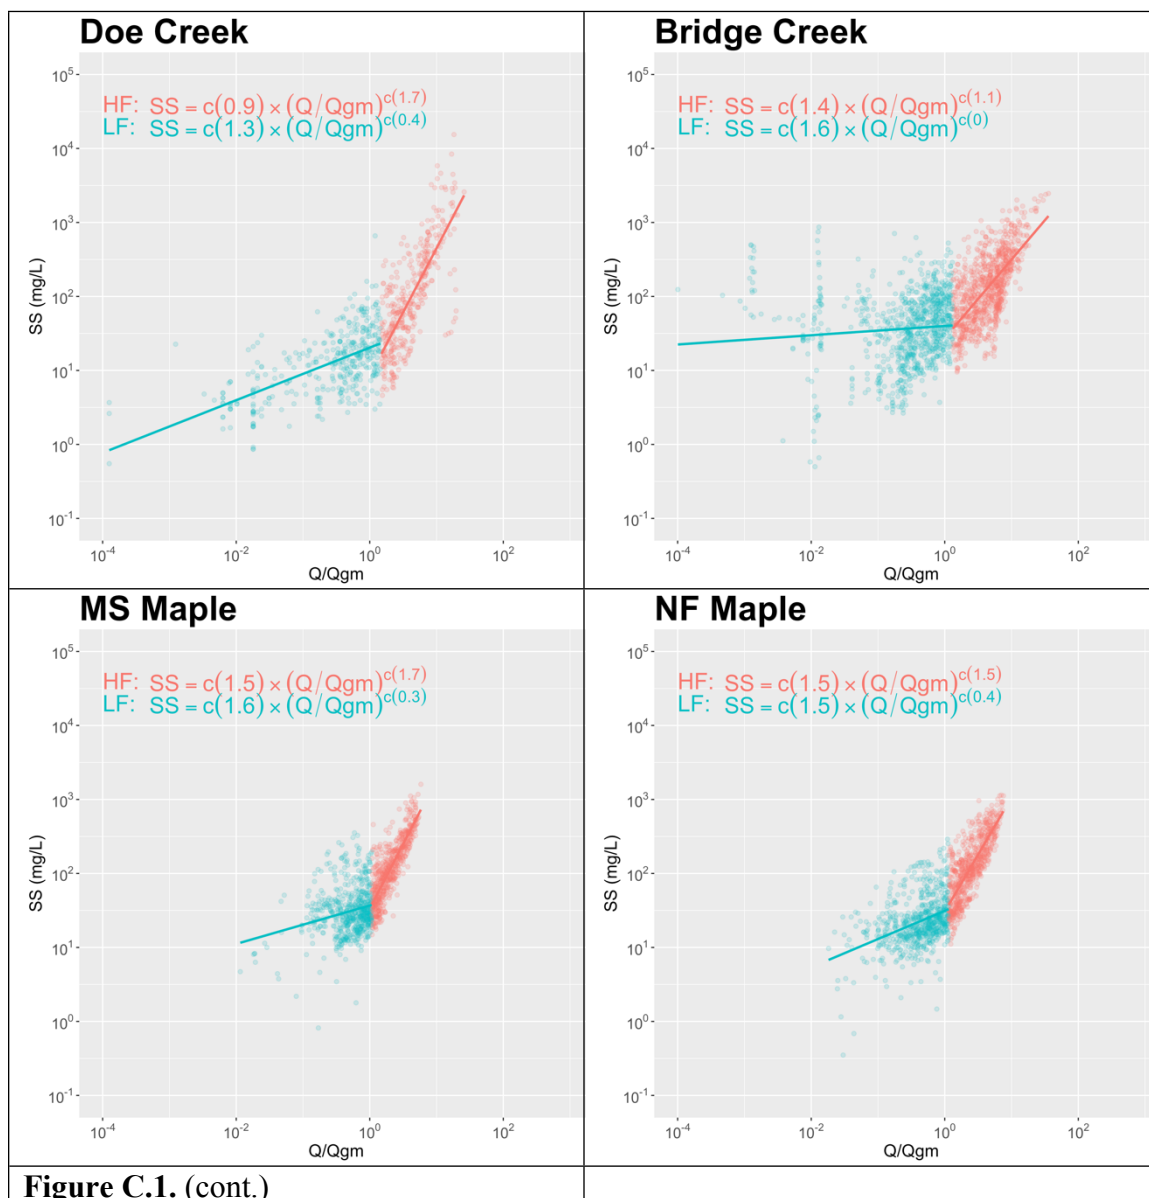 Doe Creek
10^5
HF: SS = c(0.9) × (Q/Qgm)^c(1.7)
LF: SS = c(1.3) × (Q/Qgm)^c(0.4)
10^4
10^3
SS (mg/L)
10^2
10^1
10^0
10^-1
10^-4 10^-2 10^0 10^2
Q/Qgm
Bridge Creek
10^5
HF: SS = c(1.4) × (Q/Qgm)^c(1.1)
LF: SS = c(1.6) × (Q/Qgm)^c(0)
10^4
10^3
SS (mg/L)
10^2
10^1
10^0
10^-1
10^-4 10^-2 10^0 10^2
Q/Qgm
MS Maple
10^5
HF: SS = c(1.5) × (Q/Qgm)^c(1.7)
LF: SS = c(1.6) × (Q/Qgm)^c(0.3)
10^4
10^3
SS (mg/L)
10^2
10^1
10^0
10^-1
10^-4 10^-2 10^0 10^2
Q/Qgm
NF Maple
10^5
HF: SS = c(1.5) × (Q/Qgm)^c(1.5)
LF: SS = c(1.5) × (Q/Qgm)^c(0.4)
10^4
10^3
SS (mg/L)
10^2
10^1
10^0
10^-1
10^-4 10^-2 10^0 10^2
Q/Qgm
Figure C.1. (cont.)